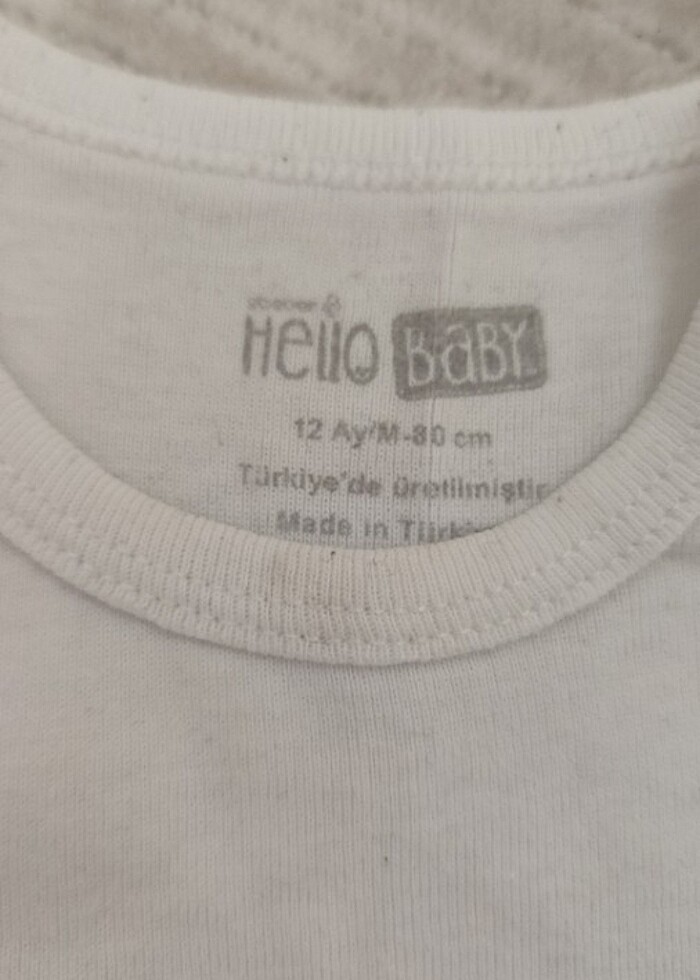 Hello BaBY
12 Ay/M-80 cm
Türkiye'de üretilmiştir.
Made in